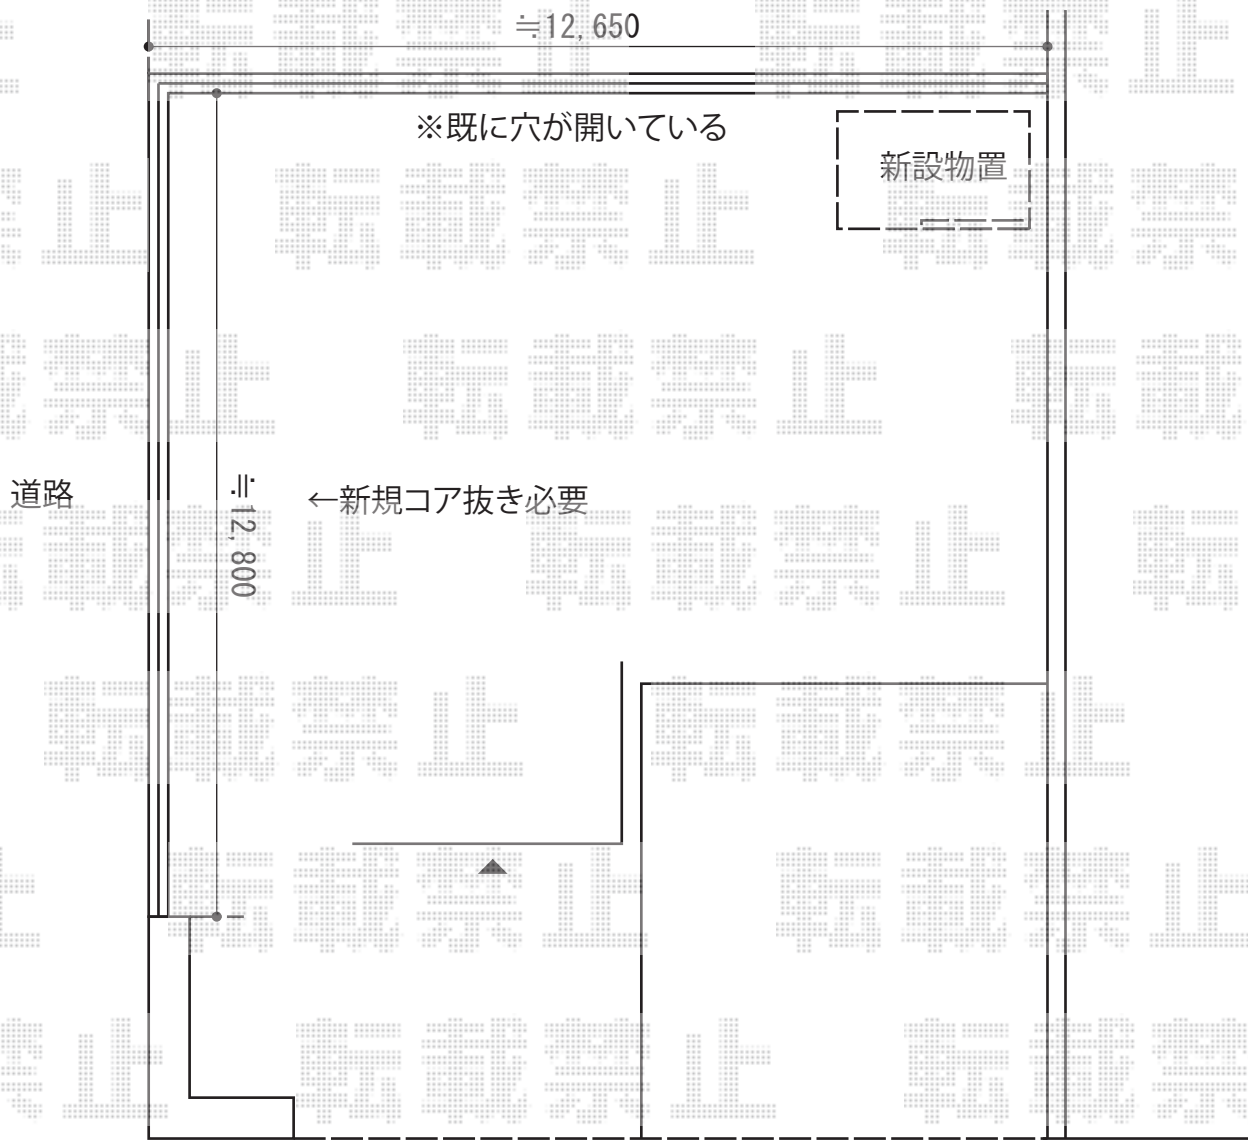 ≒12,650
※既に穴が開いている
新設物置
道路
≒12,800
←新規コア抜き必要
転載禁止